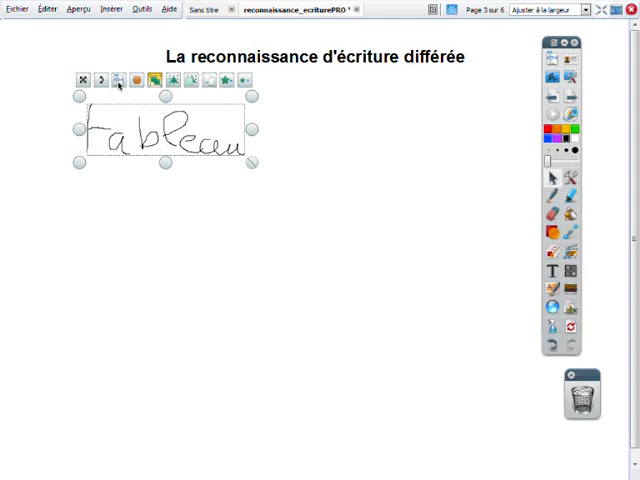 Fichier Éditer Aperçu Insérer Outils Aide
Sans titre reconnaissance_ecriturePRO * Page 3 sur 6 Ajuster à la largeur
La reconnaissance d'écriture différée
tableau